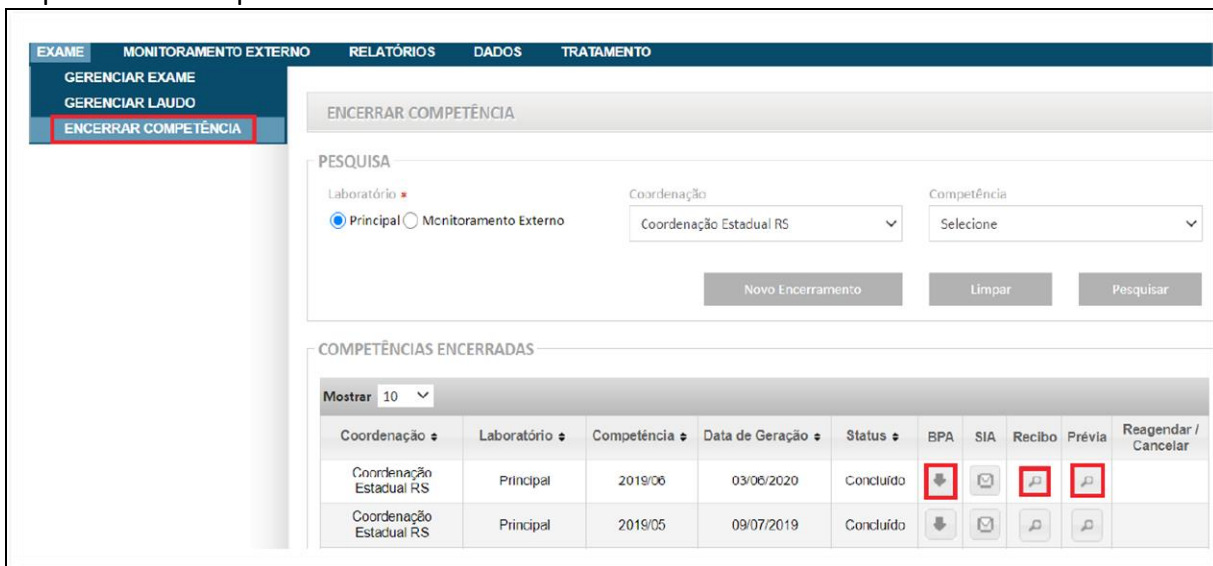 EXAME MONITORAMENTO EXTERNO RELATÓRIOS DADOS TRATAMENTO
GERENCIAR EXAME
GERENCIAR LAUDO
ENCERRAR COMPETÊNCIA
ENCERRAR COMPETÊNCIA
PESQUISA
Laboratório * Coordenação Competência
Principal Monitoramento Externo Coordenação Estadual RS Selecione
Novo Encerramento Limpar Pesquisar
COMPETÊNCIAS ENCERRADAS
Mostrar 10
Coordenação Laboratório Competência Data de Geração Status BPA SIA Recibo Prévia Reagendar /
Cancelar
Coordenação
Estadual RS Principal 2019/06 03/06/2020 Concluído
Coordenação
Estadual RS Principal 2019/05 09/07/2019 Concluído